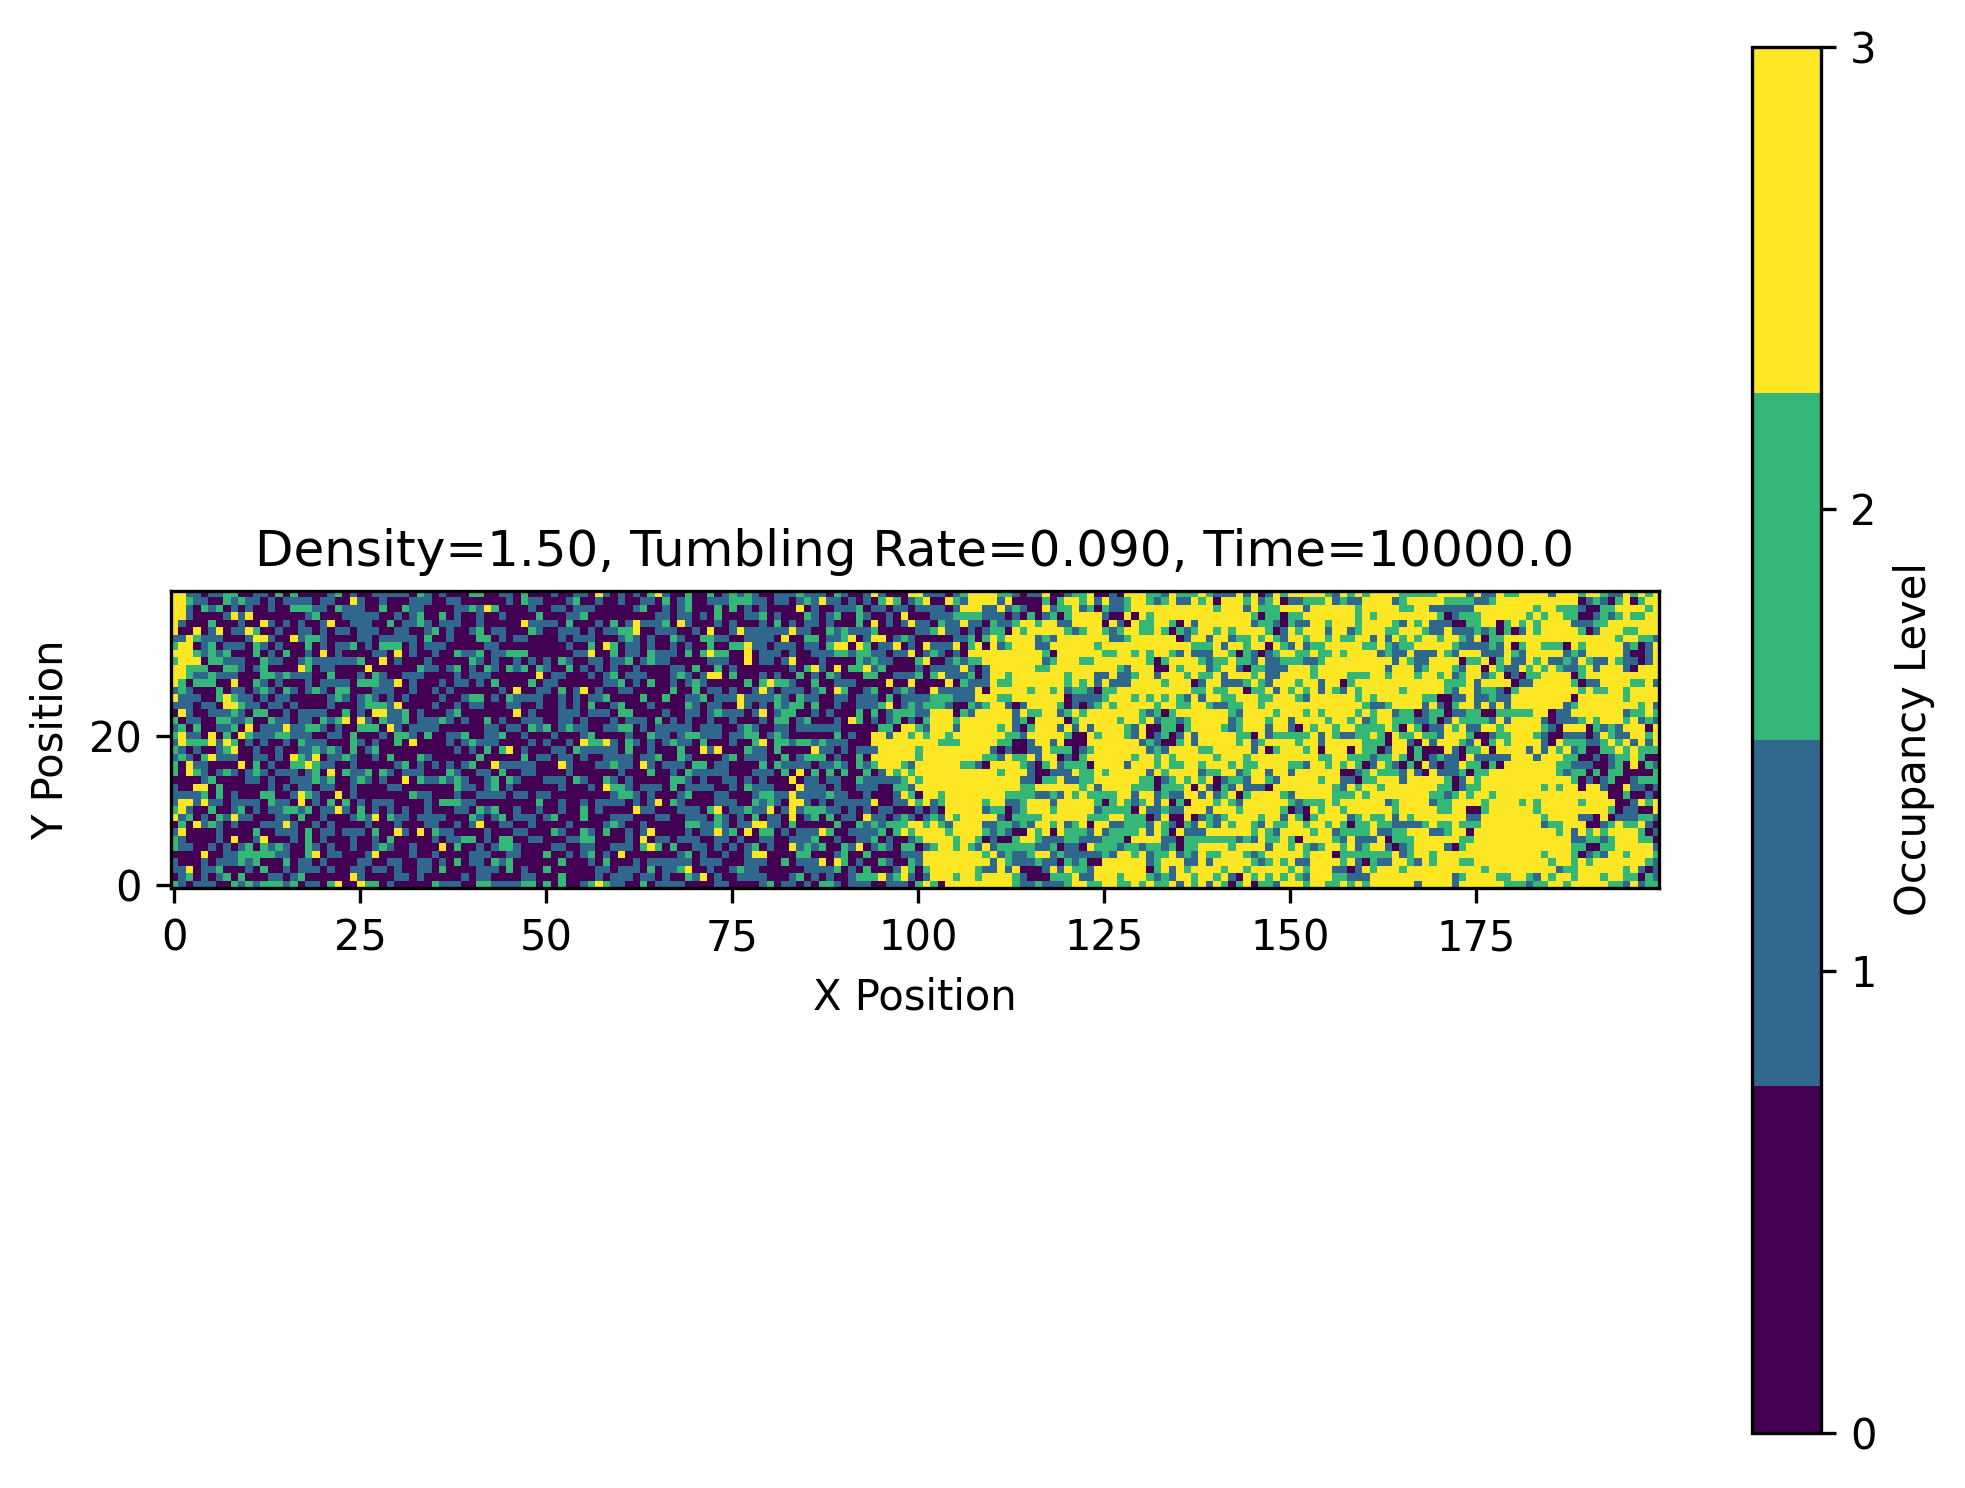 Density=1.50, Tumbling Rate=0.090, Time=10000.0
Y Position
20
0
0 25 50 75 100 125 150 175
X Position
3
2
1
0
Occupancy Level